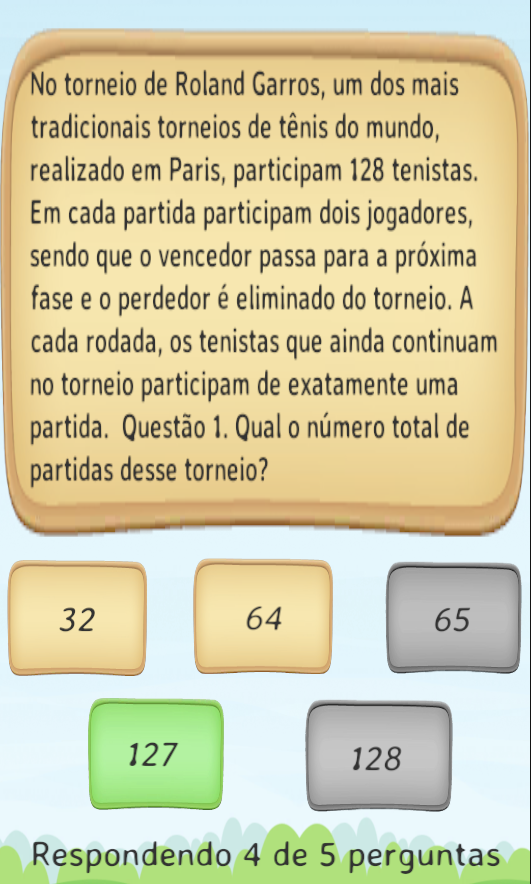 No torneio de Roland Garros, um dos mais
tradicionais torneios de tênis do mundo,
realizado em Paris, participam 128 tenistas.
Em cada partida participam dois jogadores,
sendo que o vencedor passa para a próxima
fase e o perdedor é eliminado do torneio. A
cada rodada, os tenistas que ainda continuam
no torneio participam de exatamente uma
partida. Questão 1. Qual o número total de
partidas desse torneio?
32
64
65
127
128
Respondendo 4 de 5 perguntas